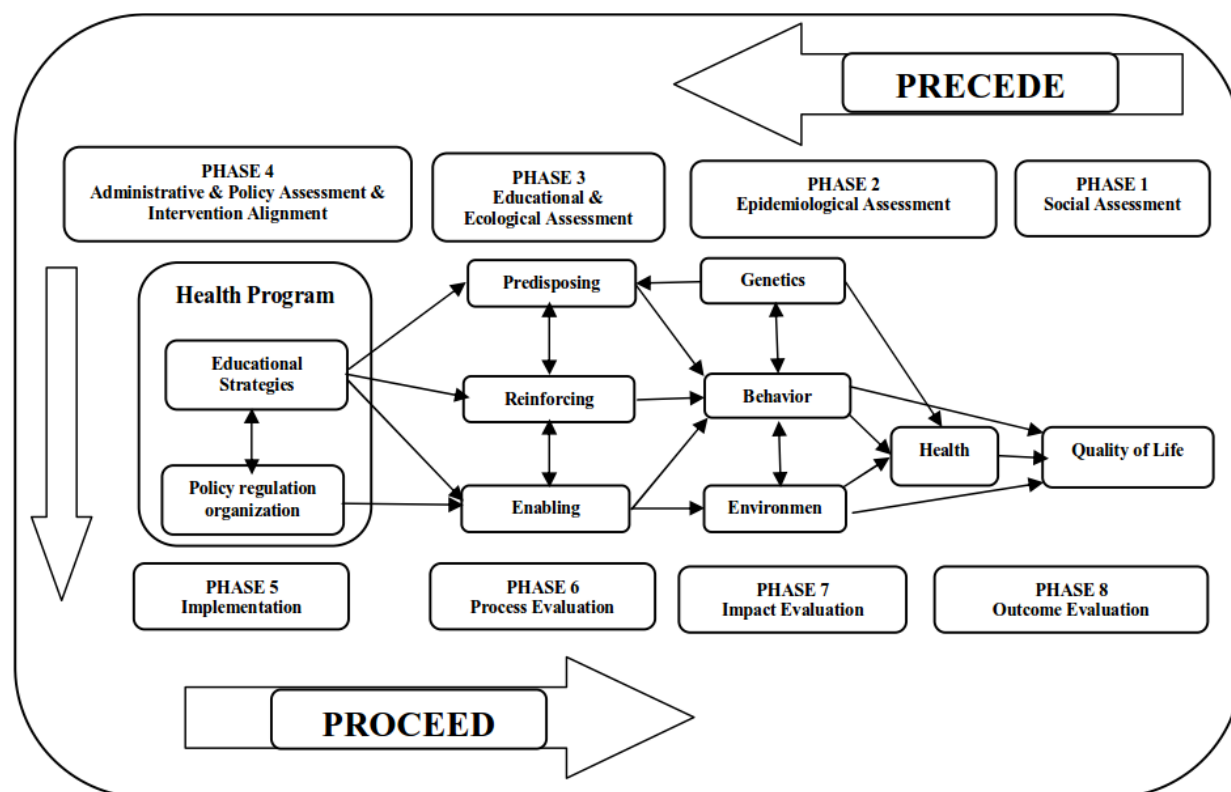 PRECEDE
PHASE 4
Administrative & Policy Assessment &
Intervention Alignment
PHASE 3
Educational &
Ecological Assessment
PHASE 2
Epidemiological Assessment
PHASE 1
Social Assessment
Health Program
Educational
Strategies
Policy regulation
organization
Predisposing
Reinforcing
Enabling
Genetics
Behavior
Environmen
Health
Quality of Life
PHASE 5
Implementation
PHASE 6
Process Evaluation
PHASE 7
Impact Evaluation
PHASE 8
Outcome Evaluation
PROCEED